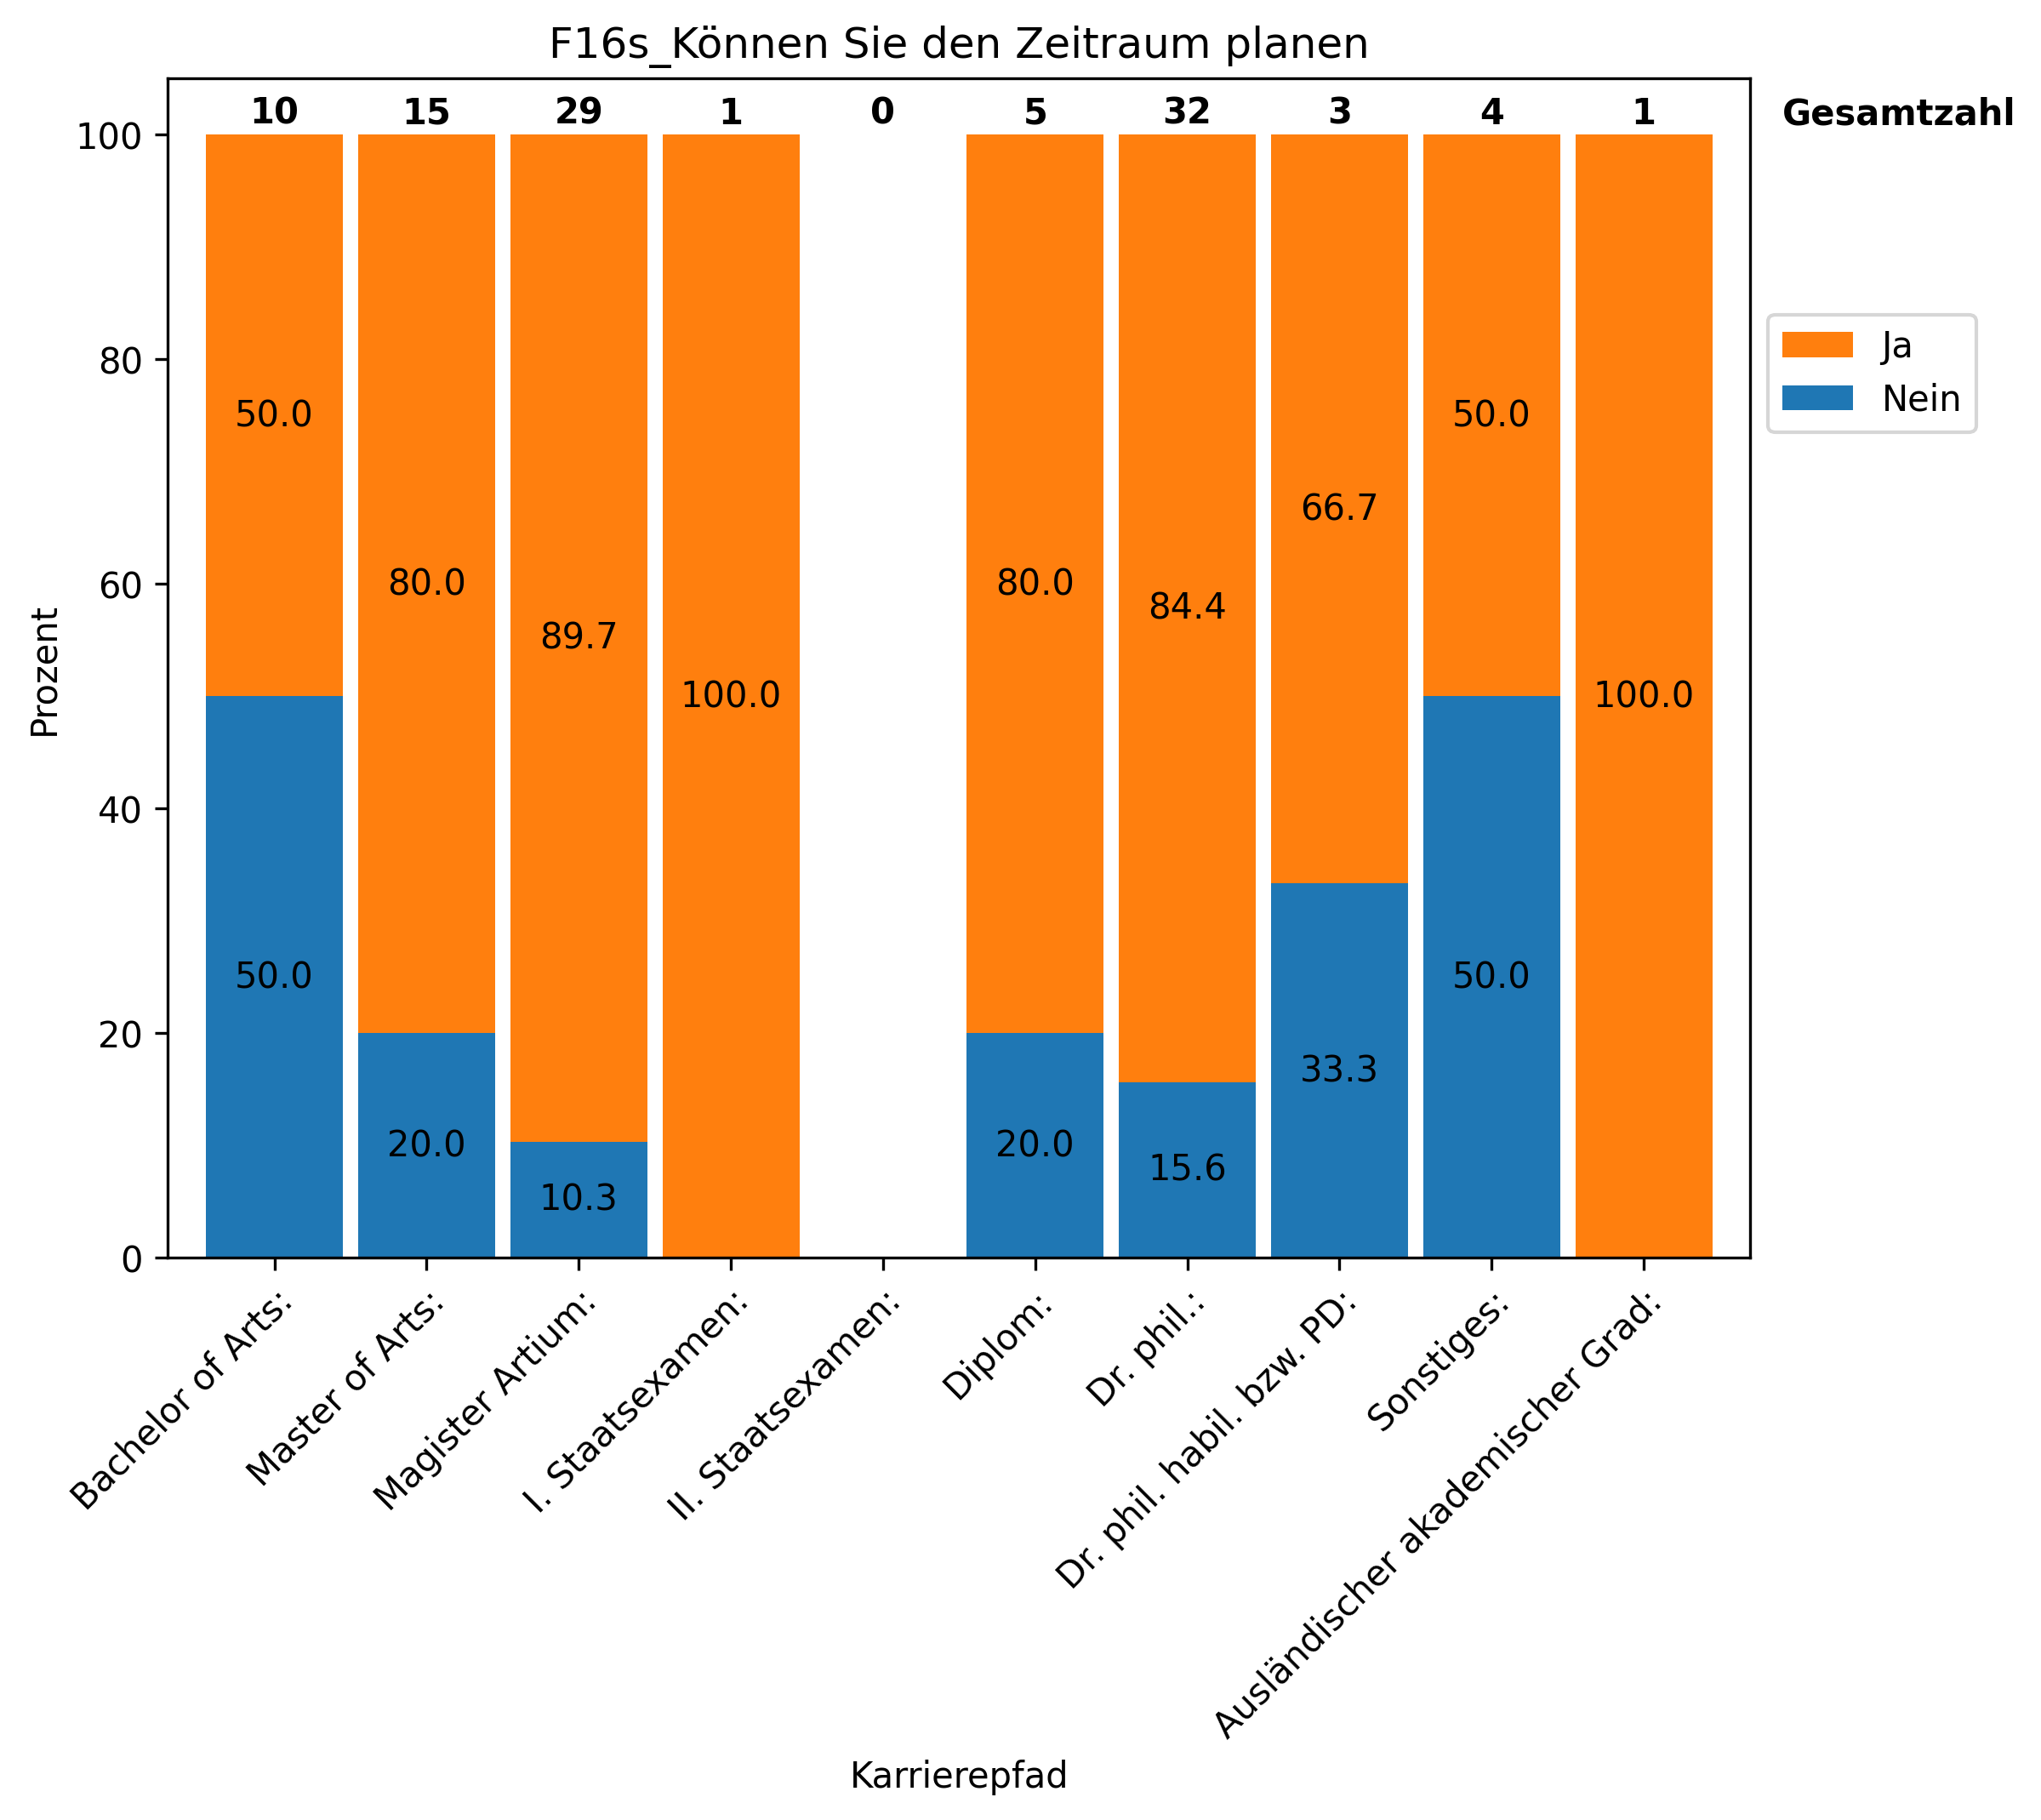 F16s_Können Sie den Zeitraum planen
10 15 29 1 0 5 32 3 4 1 Gesamtzahl
100
80
60
40
20
0
Prozent
50.0
80.0
89.7
100.0
80.0
84.4
66.7
50.0
100.0
50.0
20.0
10.3
20.0
15.6
33.3
50.0
Ja
Nein
Bachelor of Arts:
Master of Arts:
Magister Artium:
I. Staatsexamen:
II. Staatsexamen:
Diplom:
Dr. phil.:
Dr. phil. habil. bzw. PD:
Sonstiges:
Ausländischer akademischer Grad:
Karrierepfad